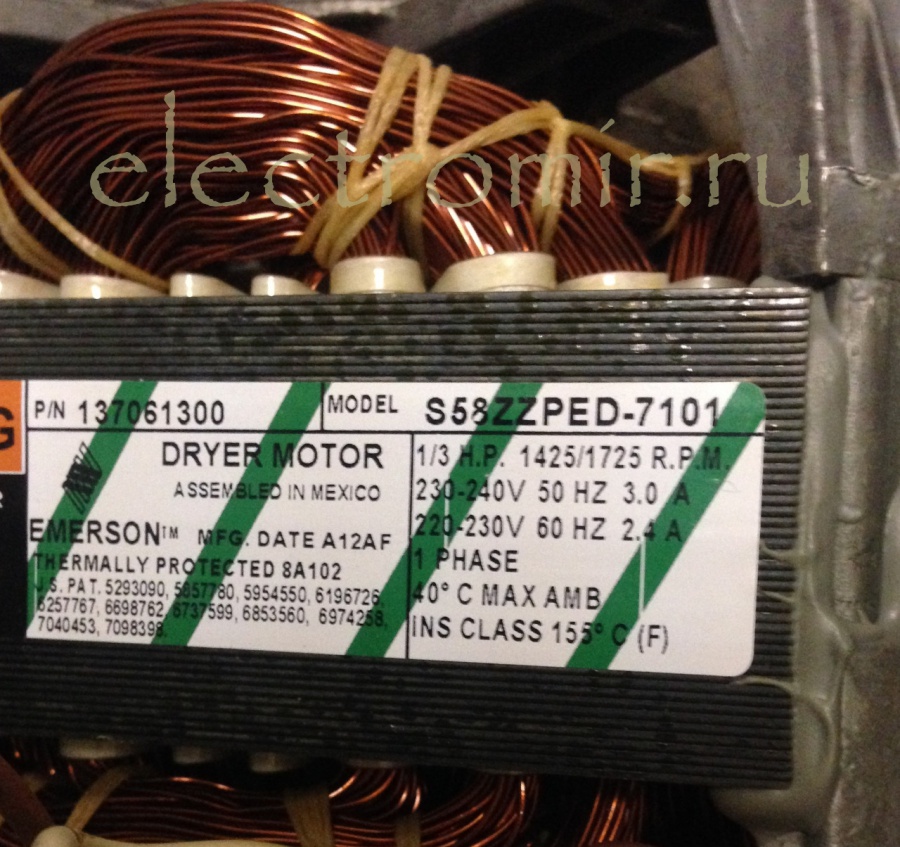 electromir.ru
G
R
P/N 137061300
MODEL S58ZZPED-7101
DRYER MOTOR
ASSEMBLED IN MEXICO
EMERSON™ MFG. DATE A12AF
THERMALLY PROTECTED 8A102
U.S. PAT. 5293090, 5857780, 5954550, 6196726,
6257767, 6698762, 6737599, 6853560, 6974258,
7040453, 7098398.
1/3 H.P. 1425/1725 R.P.M.
230-240V 50 HZ 3.0 A
220-230V 60 HZ 2.4 A
1 PHASE
40° C MAX AMB
INS CLASS 155° C (F)